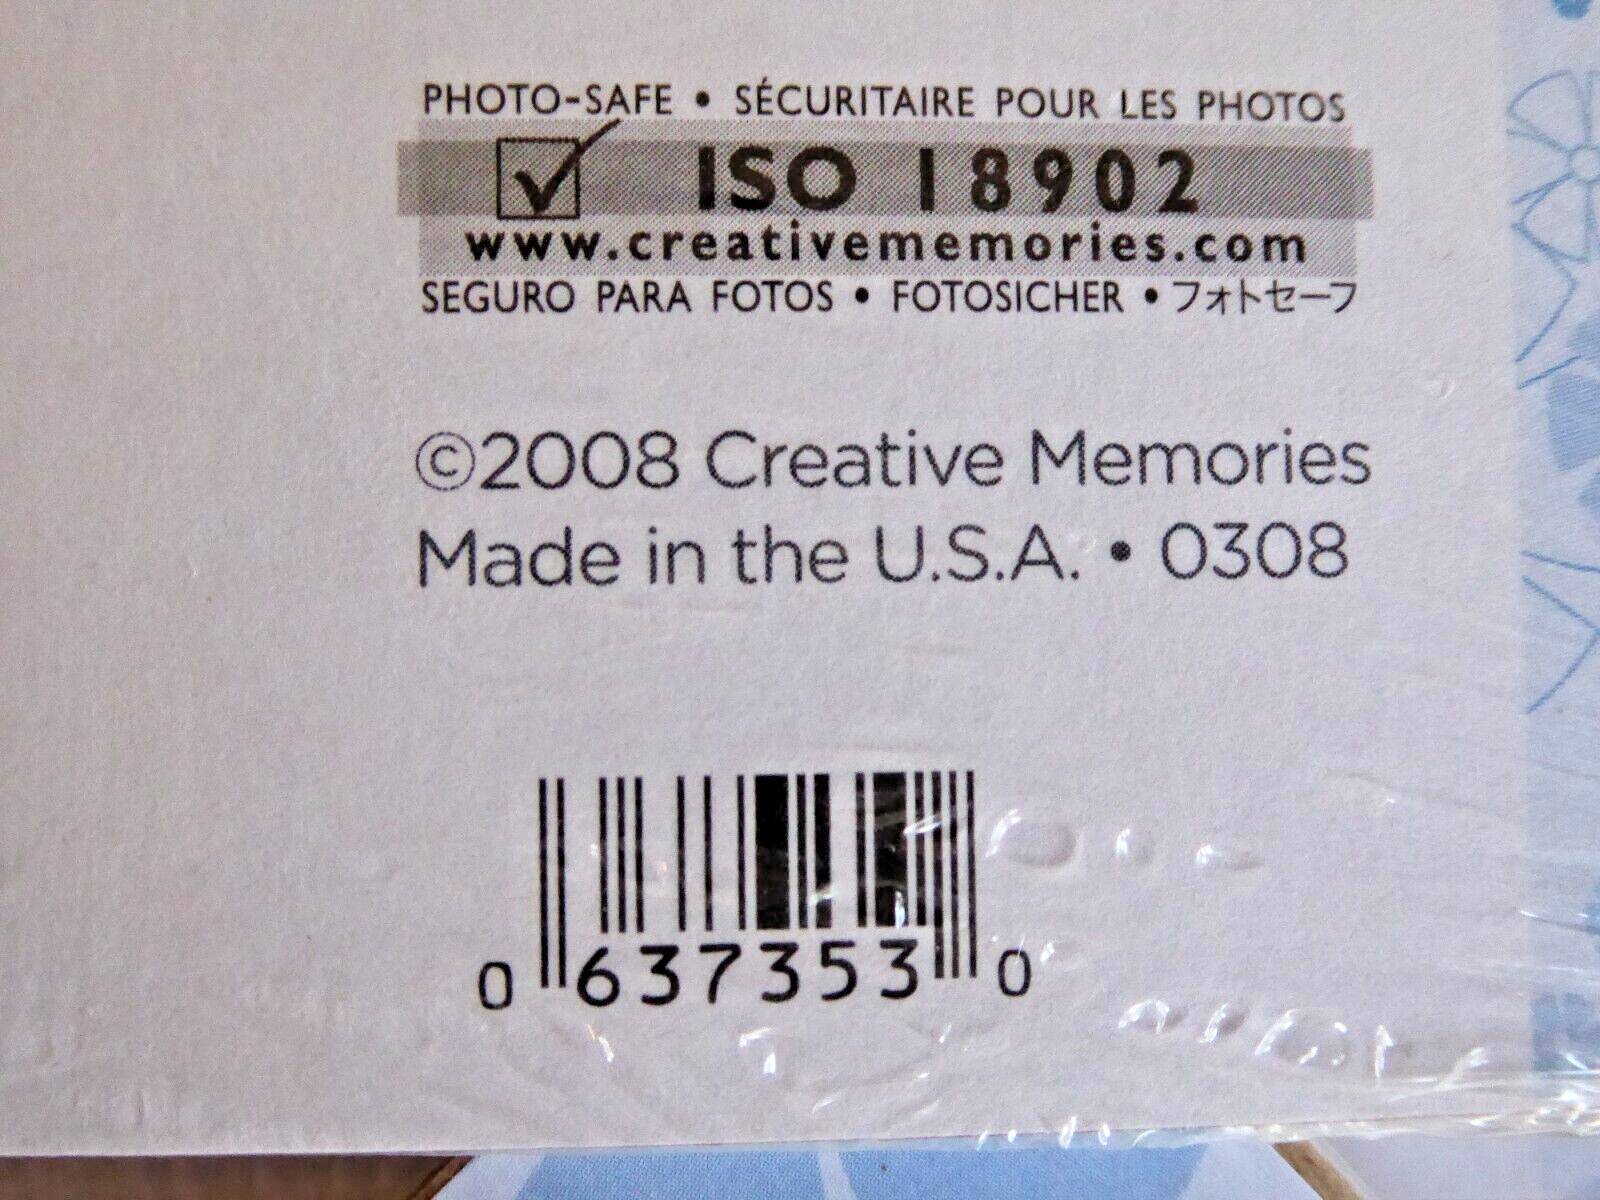 PHOTO-SAFE • SÉCURITAIRE POUR LES PHOTOS
ISO 18902
www.creativememories.com
SEGURO PARA FOTOS • FOTOSICHER • フォトセーフ
©2008 Creative Memories
Made in the U.S.A. • 0308
0 637353 0